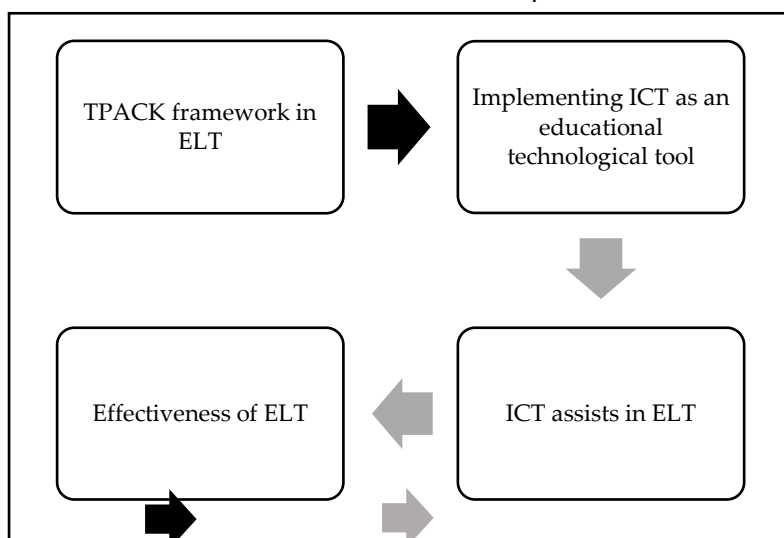 TPACK framework in
ELT
Implementing ICT as an
educational
technological tool
Effectiveness of ELT
ICT assists in ELT